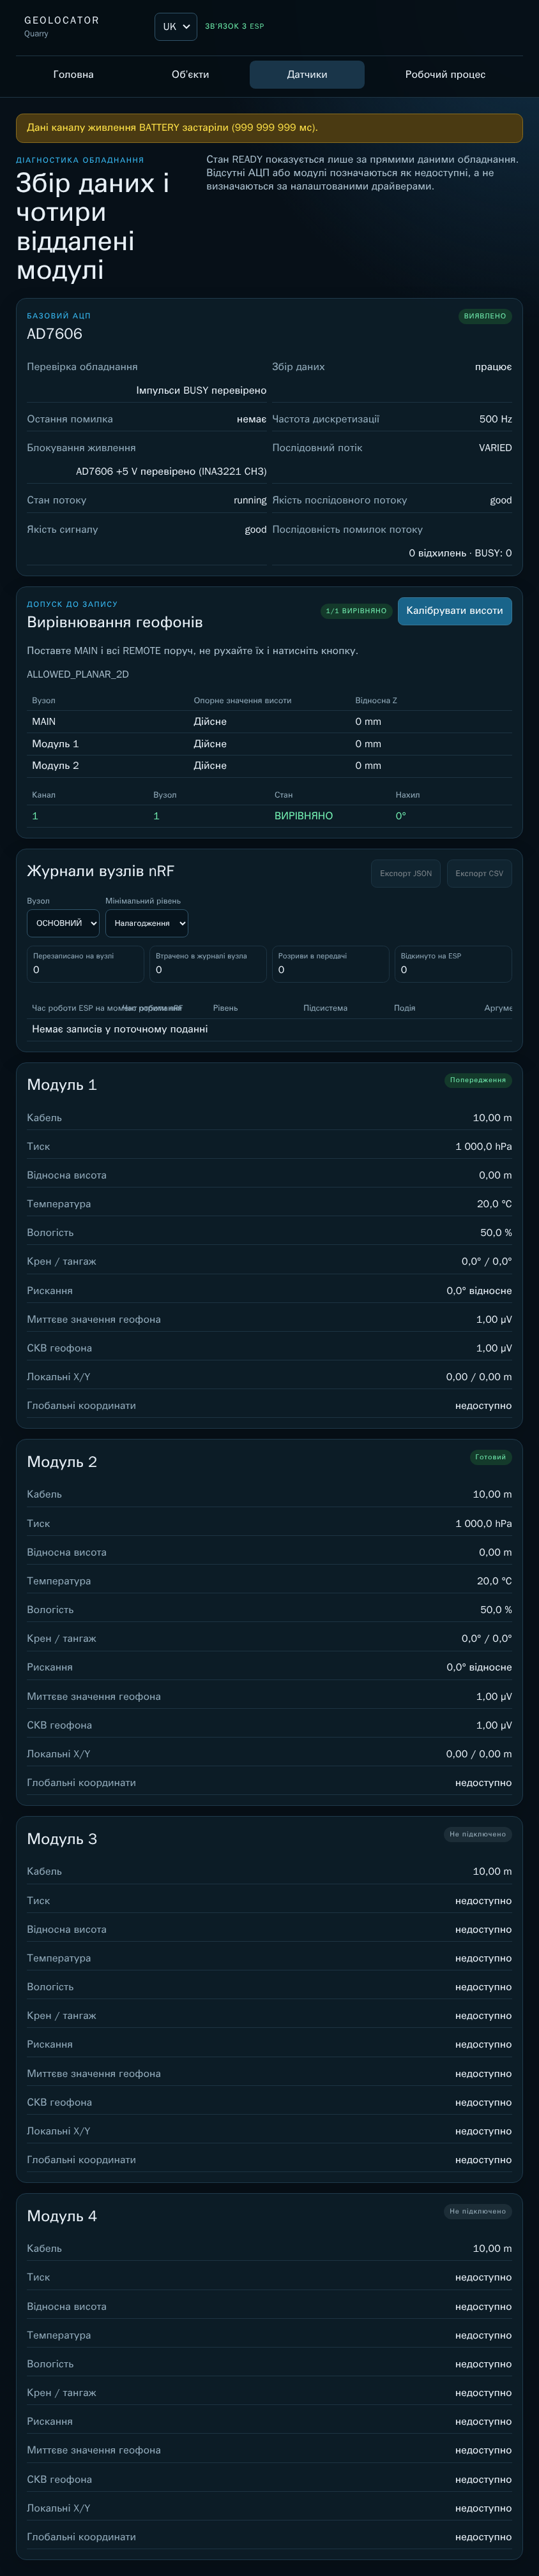 GEOLOCATOR
Quarry
UK
ЗВ'ЯЗОК З ESP
Головна
Об'єкти
Датчики
Робочий процес
Дані каналу живлення BATTERY застаріли (999 999 999 мс).
ДІАГНОСТИКА ОБЛАДНАННЯ
Збір даних і
чотири
віддалені
модулі
Стан READY показується лише за прямими даними обладнання.
Відсутні АЦП або модулі позначаються як недоступні, а не
визначаються за налаштованими драйверами.
БАЗОВИЙ АЦП
AD7606
ВИЯВЛЕНО
Перевірка обладнання
Імпульси BUSY перевірено
Збір даних працює
Остання помилка немає
Частота дискретизації 500 Hz
Блокування живлення
AD7606 +5 V перевірено (INA3221 CH3)
Послідовний потік VARIED
Стан потоку running
Якість послідовного потоку good
Якість сигналу good
Послідовність помилок потоку
0 відхилень · BUSY: 0
ДОПУСК ДО ЗАПИСУ
Вирівнювання геофонів
1/1 ВИРІВНЯНО
Калібрувати висоти
Поставте MAIN і всі REMOTE поруч, не рухайте їх і натисніть кнопку.
ALLOWED_PLANAR_2D
Вузол Опорне значення висоти Відносна Z
MAIN Дійсне 0 mm
Модуль 1 Дійсне 0 mm
Модуль 2 Дійсне 0 mm
Канал Вузол Стан Нахил
1 1 ВИРІВНЯНО 0°
Журнали вузлів nRF
Експорт JSON
Експорт CSV
Вузол
ОСНОВНИЙ
Мінімальний рівень
Налагодження
Перезаписано на вузлі
0
Втрачено в журналі вузла
0
Розриви в передачі
0
Відкинуто на ESP
0
Час роботи ESP на момент Рівень Підсистема Подія Аргуме
Немає записів у поточному поданні
Модуль 1
Попередження
Кабель 10,00 m
Тиск 1 000,0 hPa
Відносна висота 0,00 m
Температура 20,0 °C
Вологість 50,0 %
Крен / тангаж 0,0° / 0,0°
Рискання 0,0° відносне
Миттєве значення геофона 1,00 µV
СКВ геофона 1,00 µV
Локальні X/Y 0,00 / 0,00 m
Глобальні координати недоступно
Модуль 2
Готовий
Кабель 10,00 m
Тиск 1 000,0 hPa
Відносна висота 0,00 m
Температура 20,0 °C
Вологість 50,0 %
Крен / тангаж 0,0° / 0,0°
Рискання 0,0° відносне
Миттєве значення геофона 1,00 µV
СКВ геофона 1,00 µV
Локальні X/Y 0,00 / 0,00 m
Глобальні координати недоступно
Модуль 3
Не підключено
Кабель 10,00 m
Тиск недоступно
Відносна висота недоступно
Температура недоступно
Вологість недоступно
Крен / тангаж недоступно
Рискання недоступно
Миттєве значення геофона недоступно
СКВ геофона недоступно
Локальні X/Y недоступно
Глобальні координати недоступно
Модуль 4
Не підключено
Кабель 10,00 m
Тиск недоступно
Відносна висота недоступно
Температура недоступно
Вологість недоступно
Крен / тангаж недоступно
Рискання недоступно
Миттєве значення геофона недоступно
СКВ геофона недоступно
Локальні X/Y недоступно
Глобальні координати недоступно